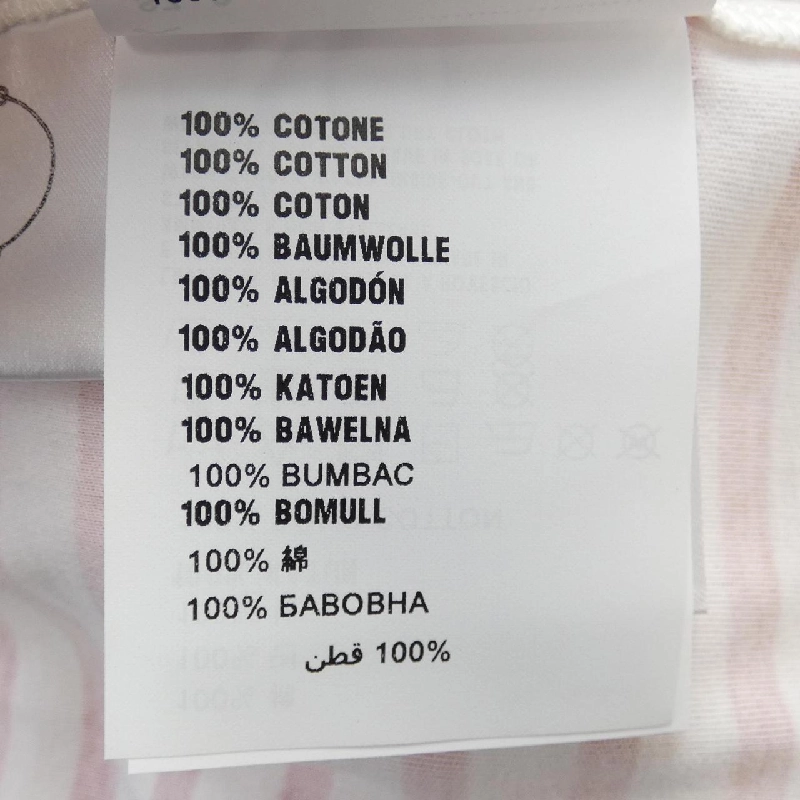 100% COTONE
100% COTTON
100% COTON
100% BAUMWOLLE
100% ALGODÓN
100% ALGODÃO
100% KATOEN
100% BAWELNA
100% BUMBAC
100% BOMULL
100% 綿
100% БАВОВНА
100% قطن